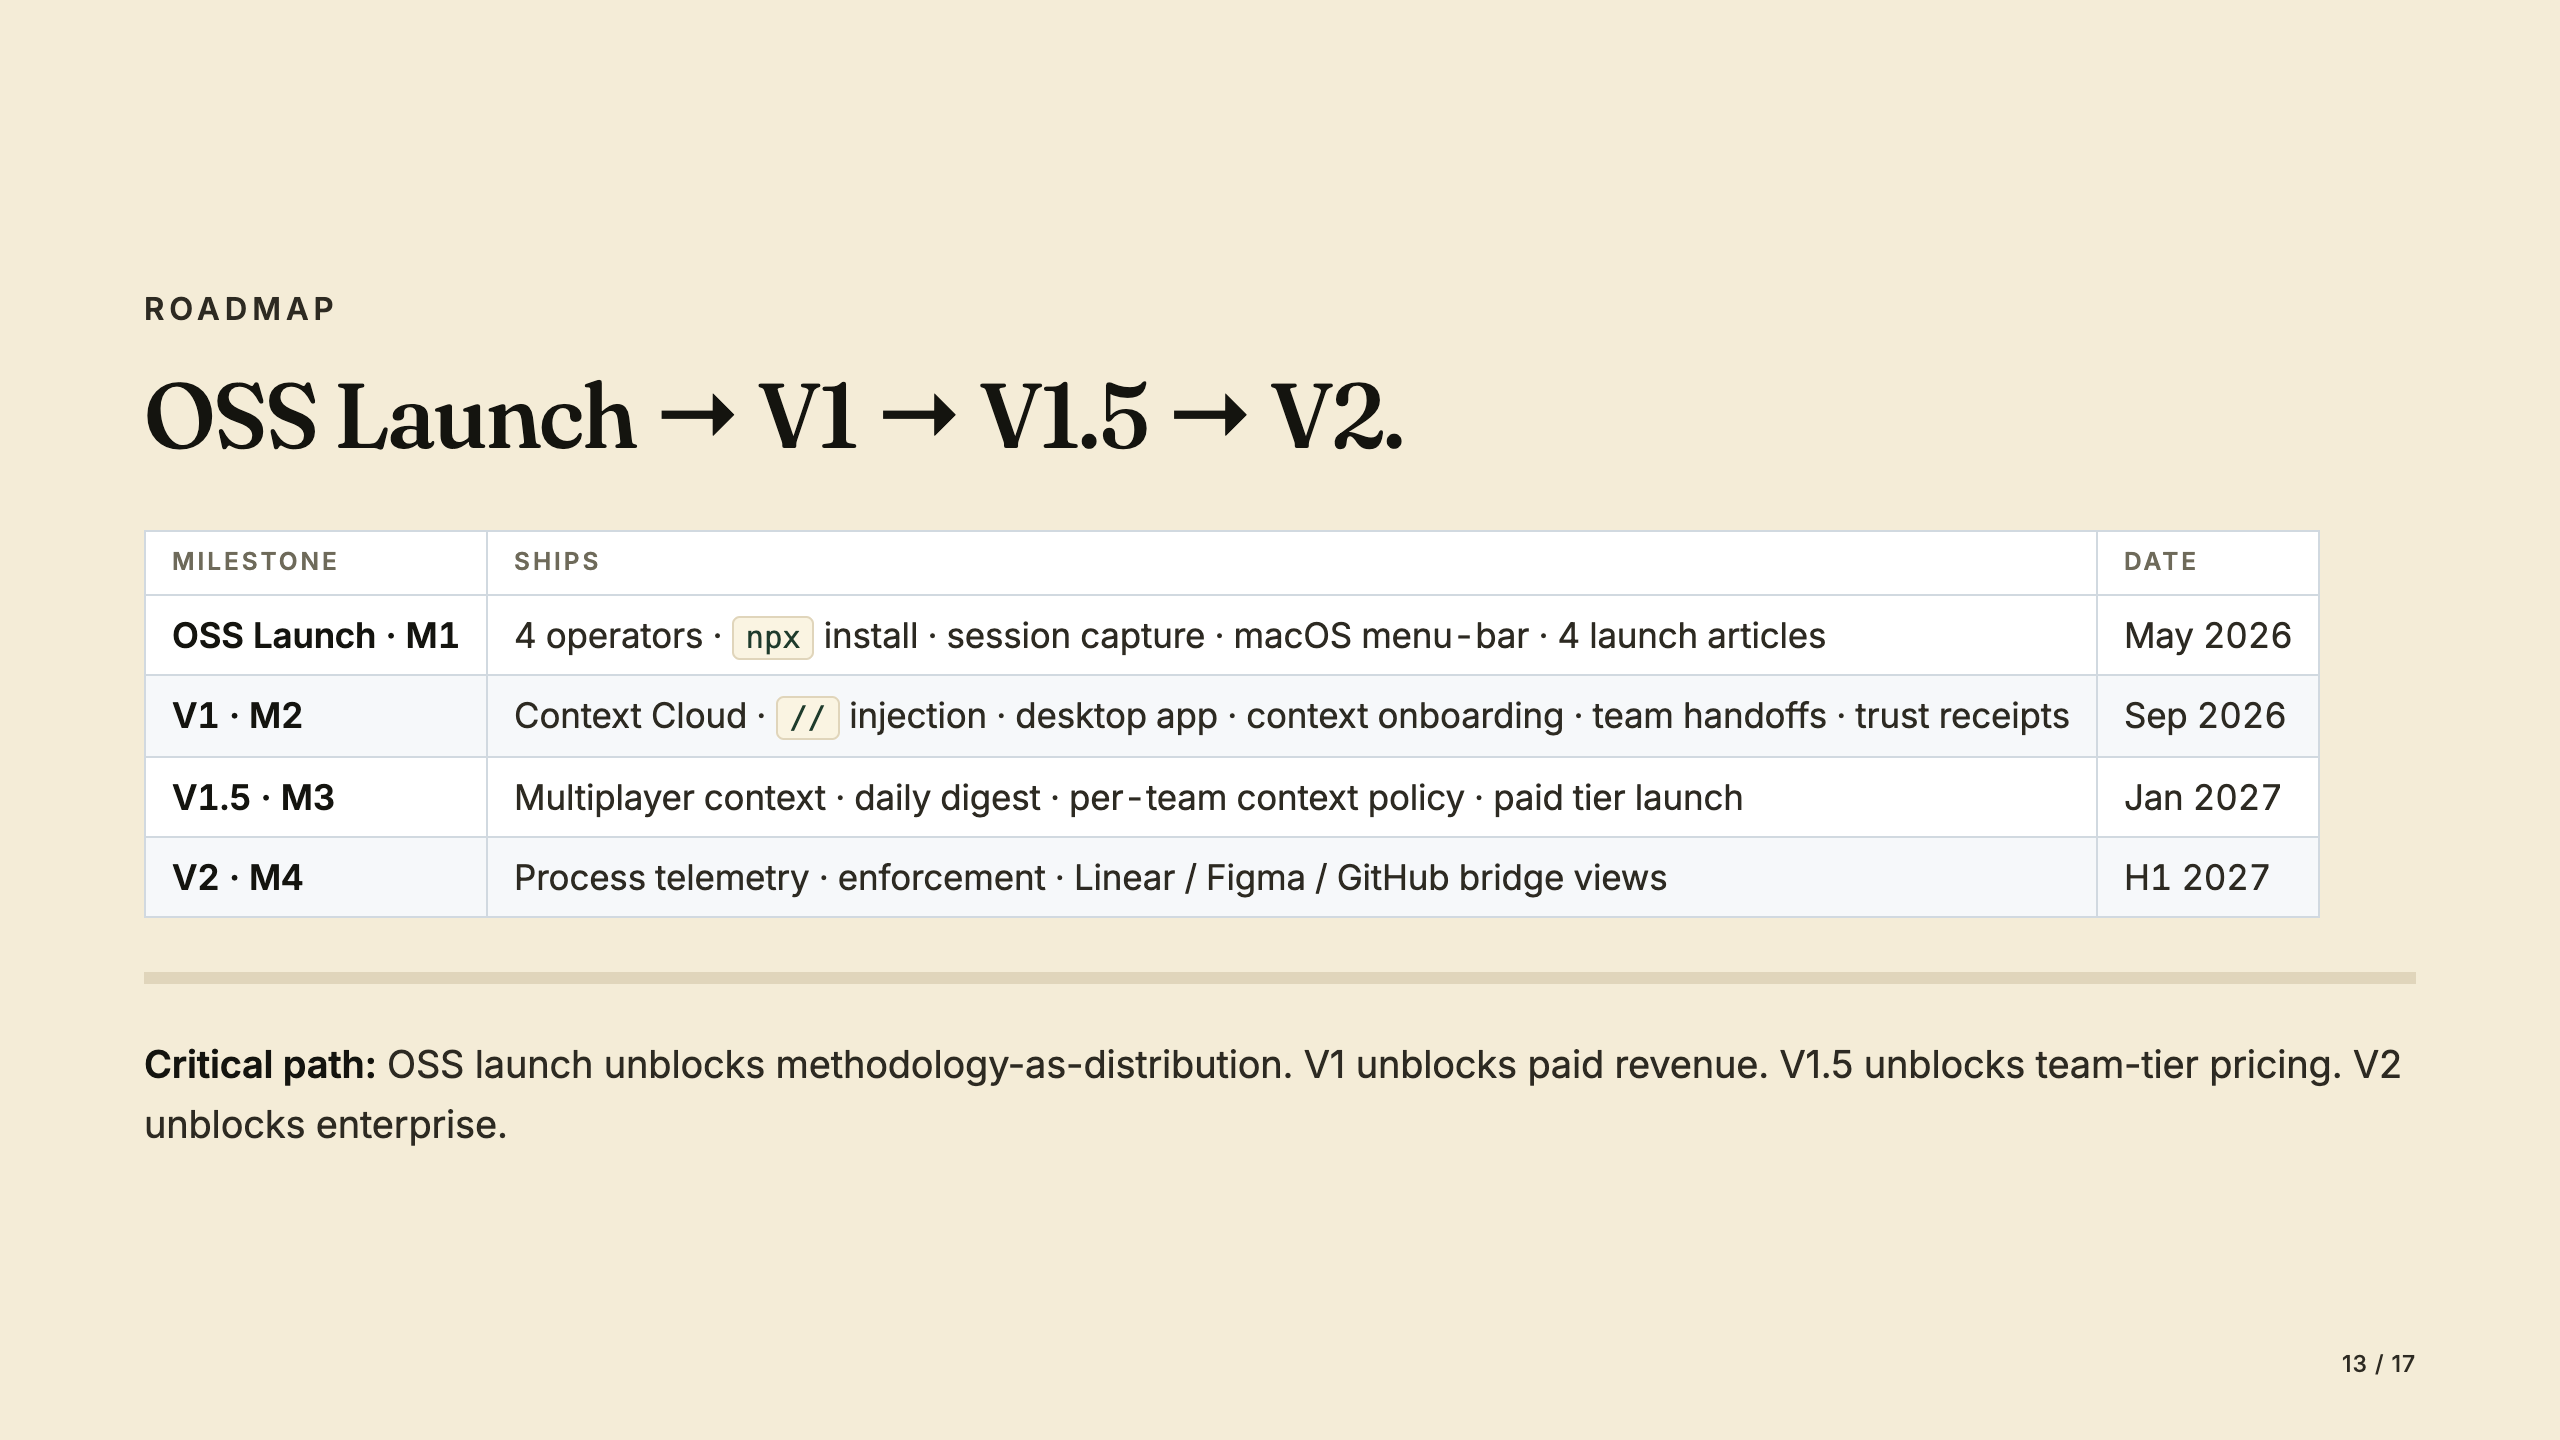 ROADMAP
OSS Launch → V1 → V1.5 → V2.
MILESTONE SHIPS DATE
OSS Launch · M1 4 operators · npx install · session capture · macOS menu-bar · 4 launch articles May 2026
V1 · M2 Context Cloud · // injection · desktop app · context onboarding · team handoffs · trust receipts Sep 2026
V1.5 · M3 Multiplayer context · daily digest · per-team context policy · paid tier launch Jan 2027
V2 · M4 Process telemetry · enforcement · Linear / Figma / GitHub bridge views H1 2027
Critical path: OSS launch unblocks methodology-as-distribution. V1 unblocks paid revenue. V1.5 unblocks team-tier pricing. V2
unblocks enterprise.
13 / 17